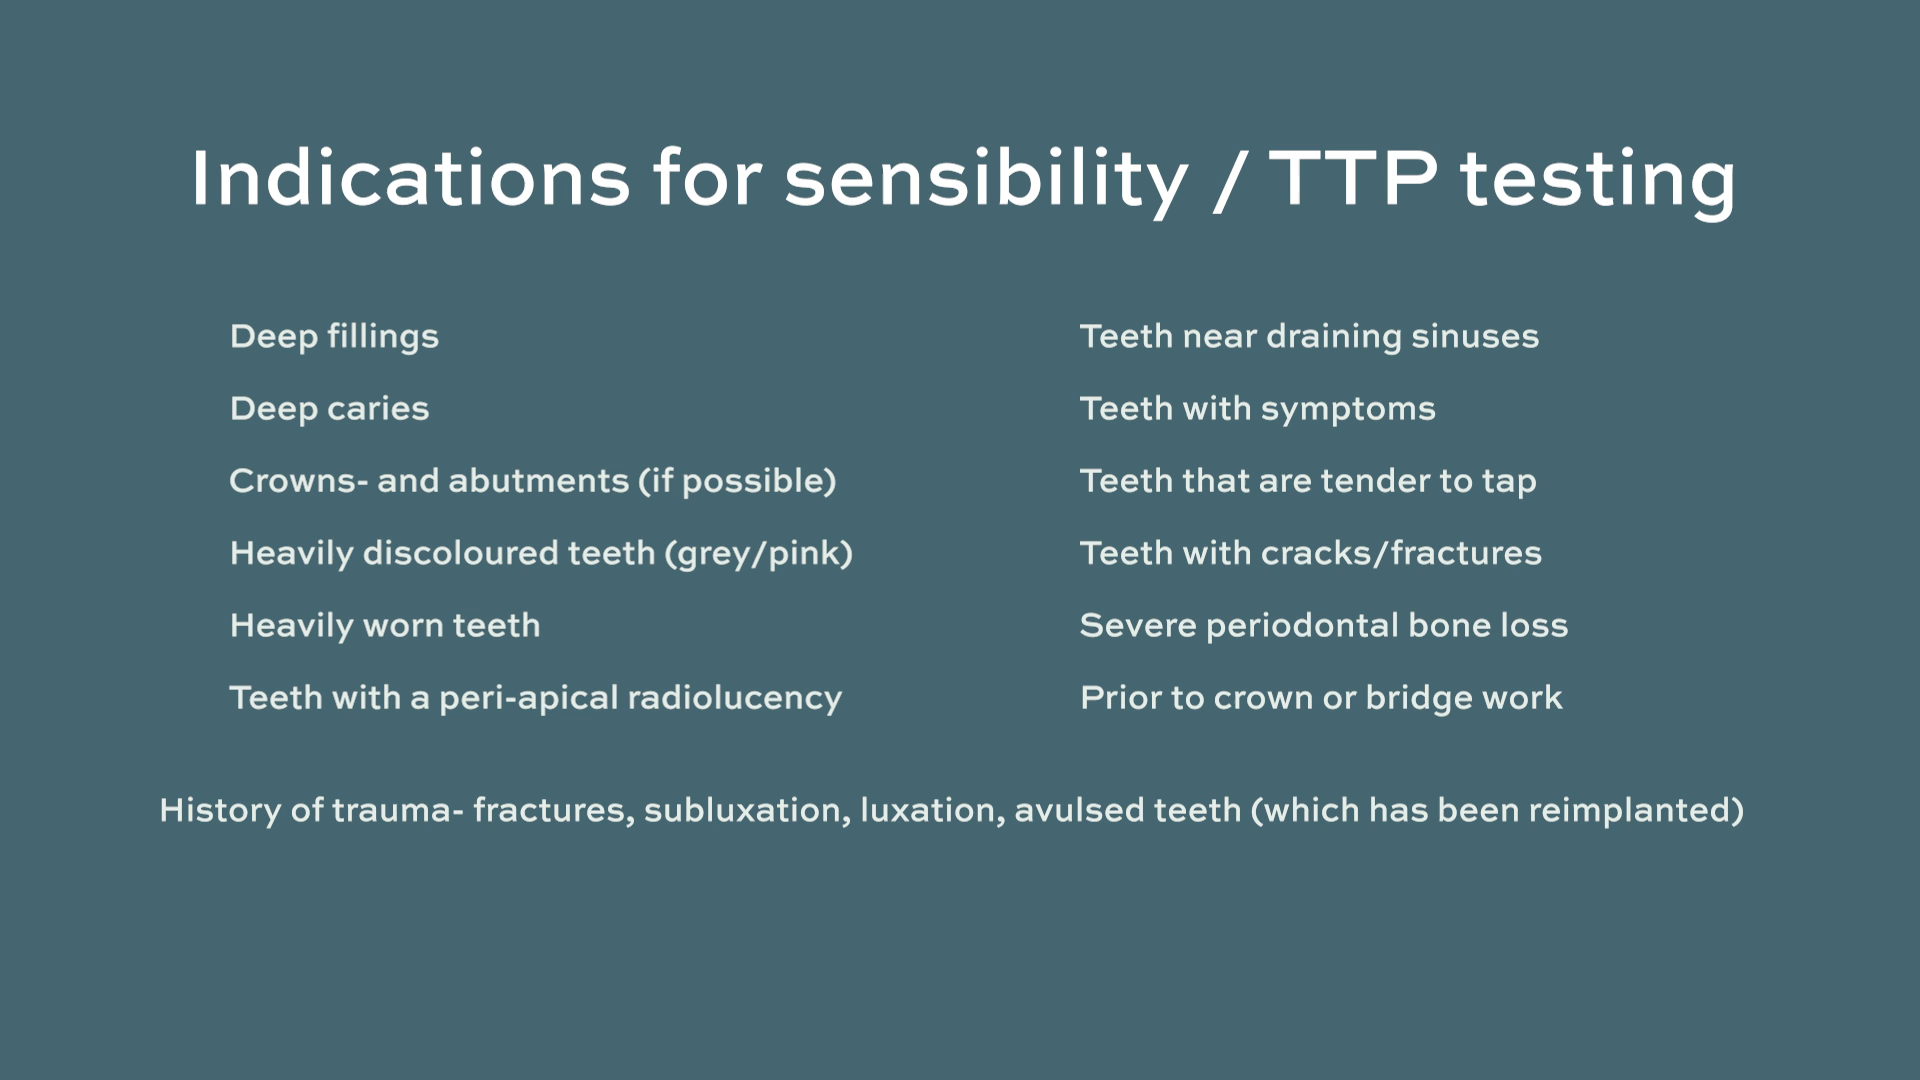 Indications for sensibility / TTP testing
Deep fillings
Deep caries
Crowns- and abutments (if possible)
Heavily discoloured teeth (grey/pink)
Heavily worn teeth
Teeth with a peri-apical radiolucency
Teeth near draining sinuses
Teeth with symptoms
Teeth that are tender to tap
Teeth with cracks/fractures
Severe periodontal bone loss
Prior to crown or bridge work
History of trauma- fractures, subluxation, luxation, avulsed teeth (which has been reimplanted)